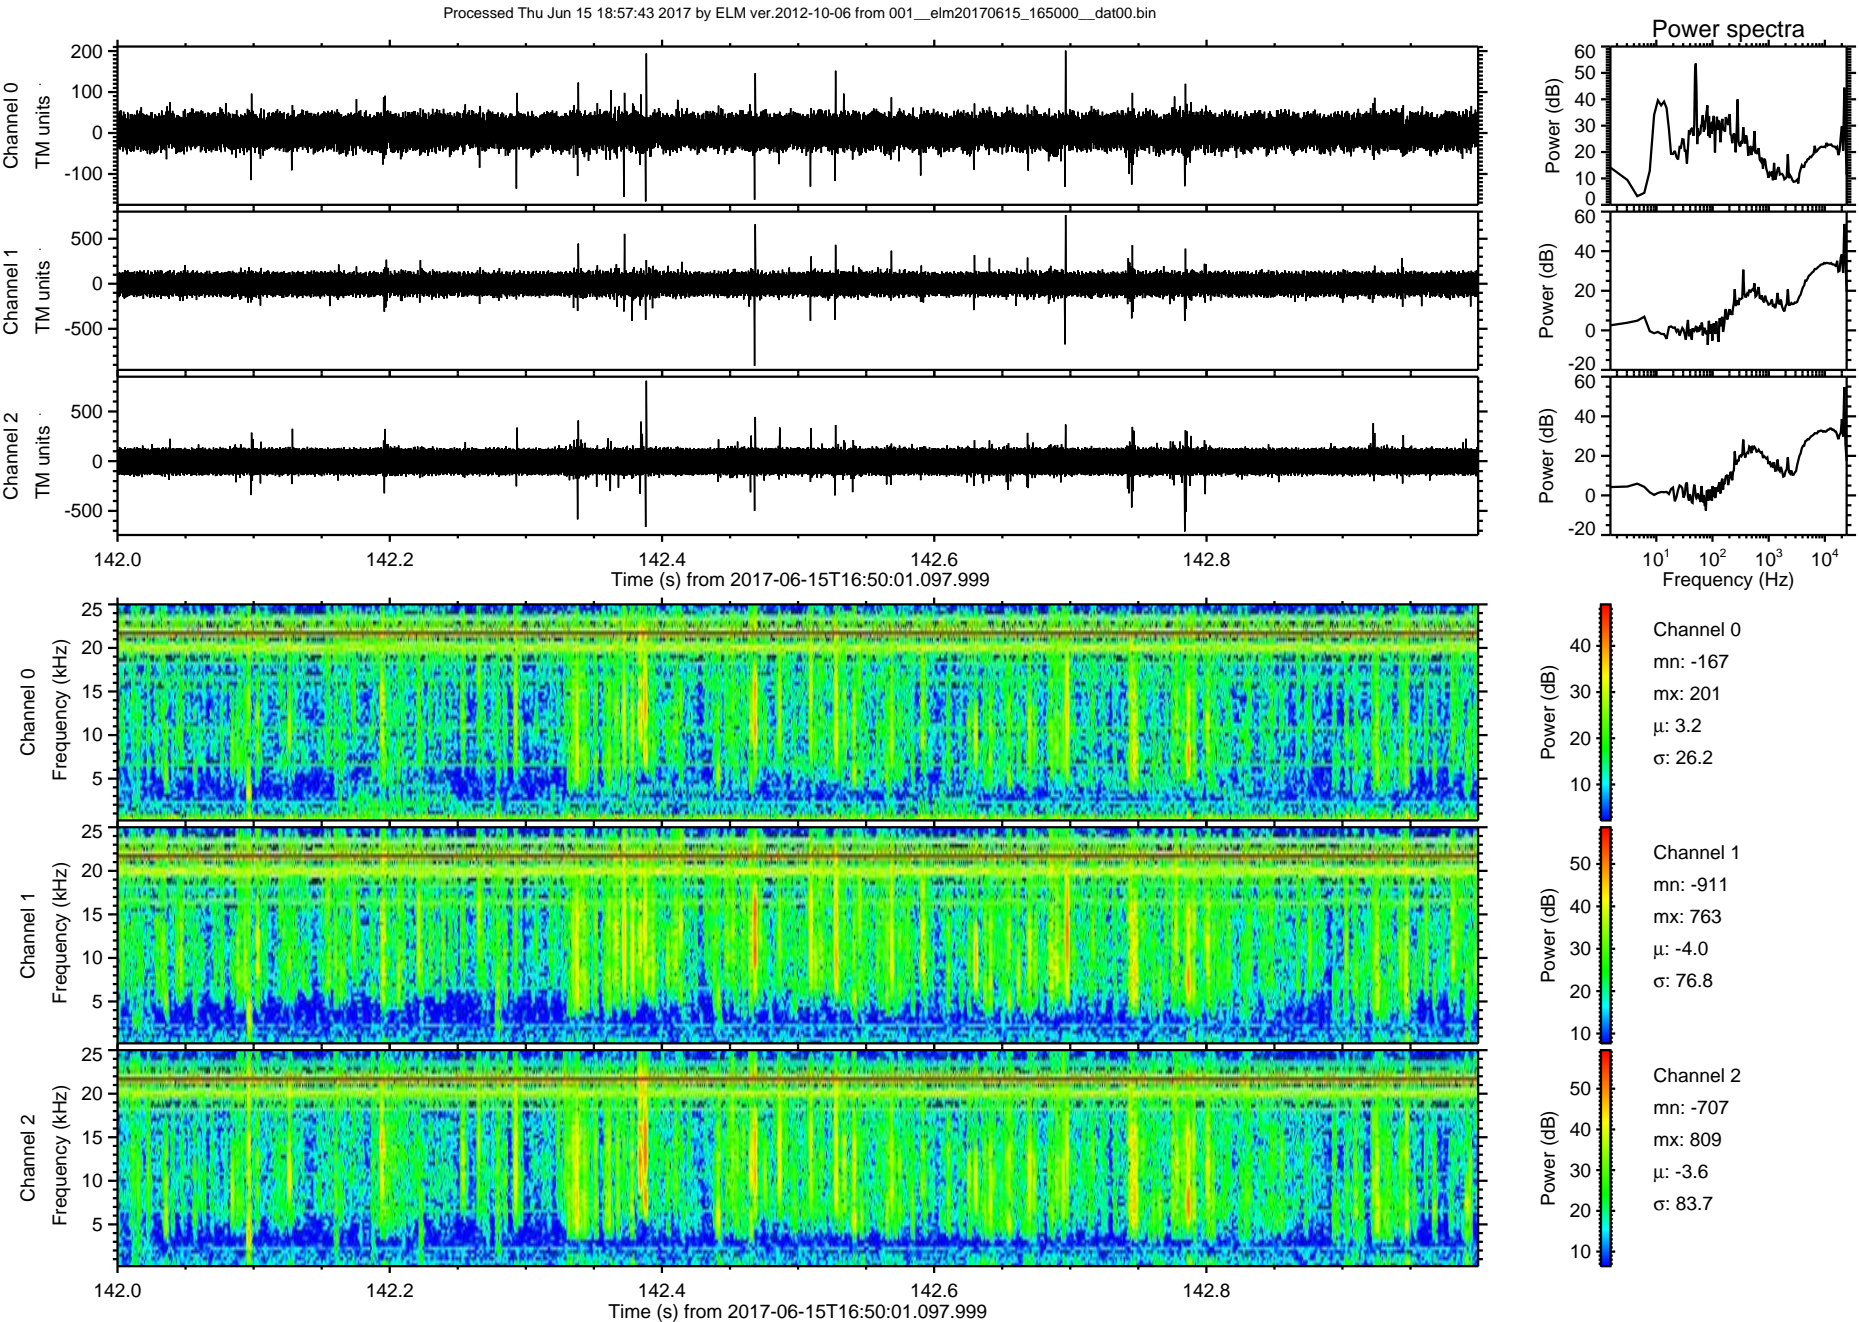 Processed Thu Jun 15 18:57:43 2017 by ELM ver.2012-10-06 from 001__elm20170615_165000__dat00.bin
Power spectra
Channel 0
TM units
200
100
0
-100
Power (dB)
60
50
40
30
20
10
0
Channel 1
TM units
500
0
-500
Power (dB)
60
40
20
0
-20
Channel 2
TM units
500
0
-500
Power (dB)
60
40
20
0
-20
142.0 142.2 142.4 142.6 142.8
Time (s) from 2017-06-15T16:50:01.097.999
10^1 10^2 10^3 10^4
Frequency (Hz)
Channel 0
Frequency (kHz)
25
20
15
10
5
Power (dB)
40
30
20
10
Channel 0
mn: -167
mx: 201
μ: 3.2
σ: 26.2
Channel 1
Frequency (kHz)
25
20
15
10
5
Power (dB)
50
40
30
20
10
Channel 1
mn: -911
mx: 763
μ: -4.0
σ: 76.8
Channel 2
Frequency (kHz)
25
20
15
10
5
Power (dB)
50
40
30
20
10
Channel 2
mn: -707
mx: 809
μ: -3.6
σ: 83.7
142.0 142.2 142.4 142.6 142.8
Time (s) from 2017-06-15T16:50:01.097.999